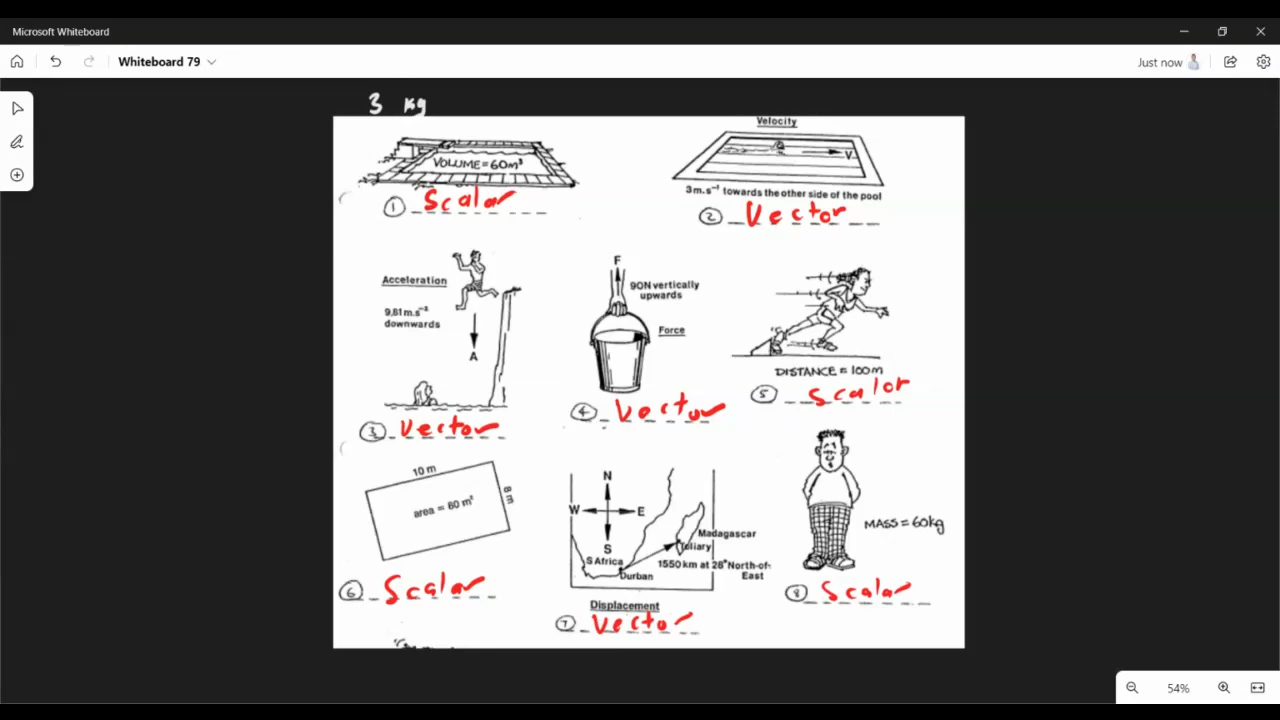 Microsoft Whiteboard
Whiteboard 79
Just now
3 kg
VOLUME = 60m³
① Scalar
Velocity
V
3 m.s⁻¹ towards the other side of the pool
② Vector
Acceleration
9,81 m.s⁻²
downwards
A
③ Vector
F
90N vertically
upwards
Force
④ Vector
DISTANCE = 100m
⑤ Scalar
10 m
8 m
area = 80 m²
⑥ Scalar
N
W
E
S
S Africa
Durban
Madagascar
Tuliary
1550 km at 28° North-of-
East
Displacement
⑦ Vector
MASS = 60kg
⑧ Scalar
54%